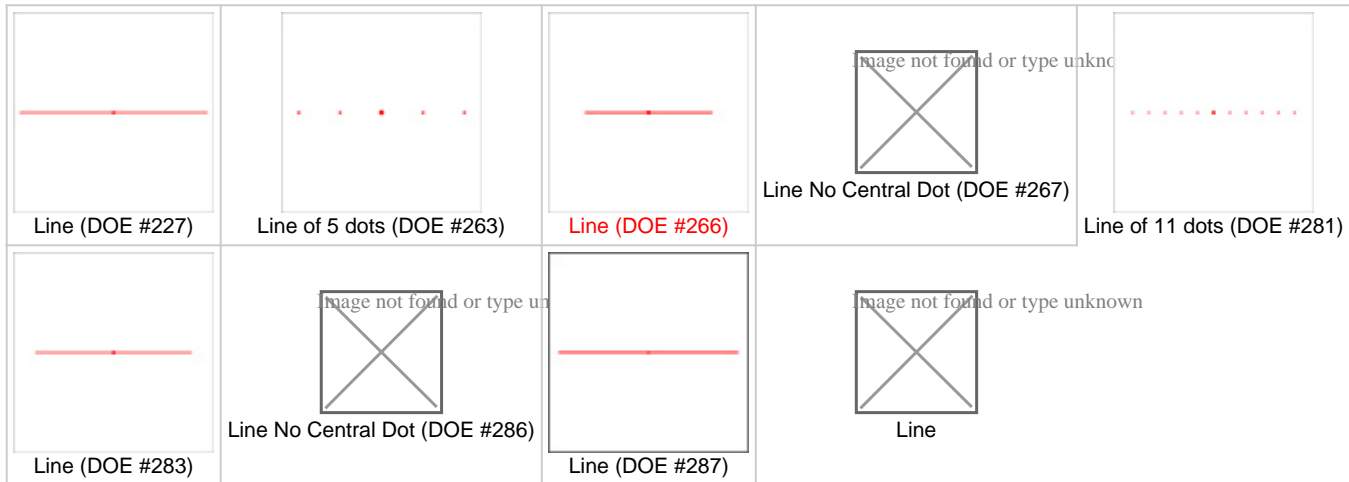 Image not found or type unkno
Line (DOE #227)
Line of 5 dots (DOE #263)
Line (DOE #266)
Line No Central Dot (DOE #267)
Line of 11 dots (DOE #281)
Image not found or type un
Image not found or type unknown
Line (DOE #283)
Line No Central Dot (DOE #286)
Line (DOE #287)
Line